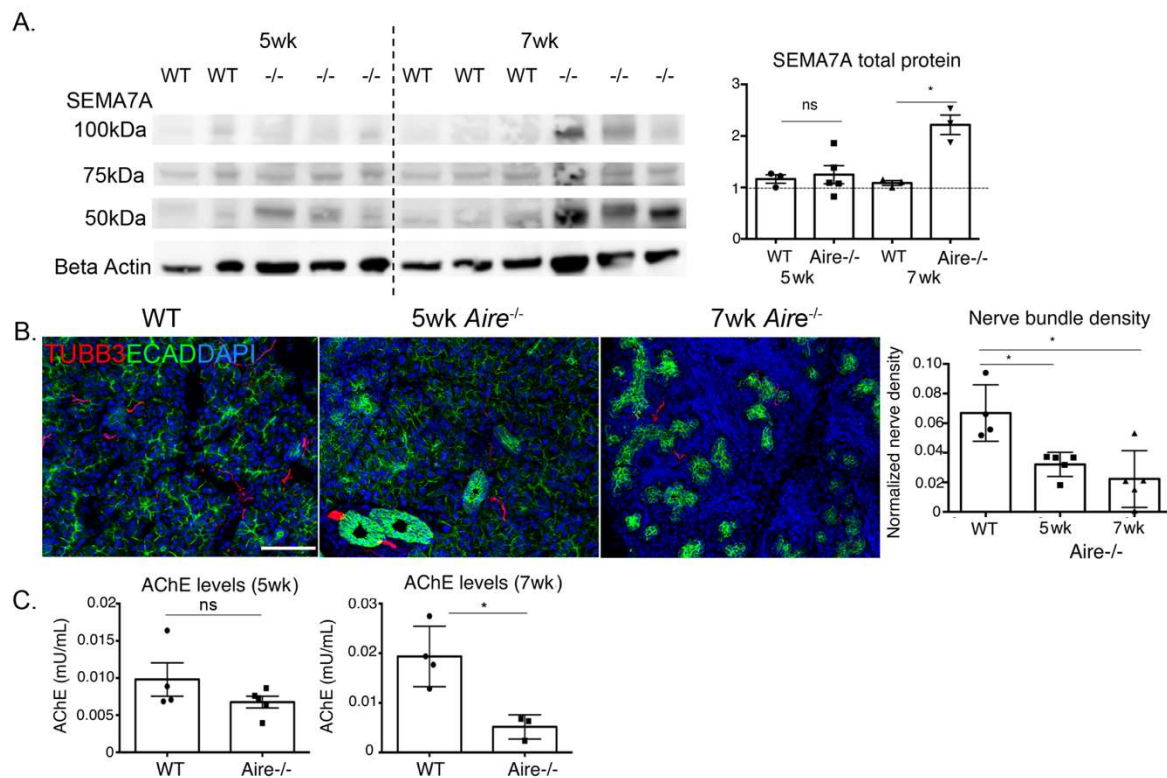 A.
5wk 7wk
WT WT -/- -/- -/- WT WT WT -/- -/- -/-
SEMA7A
100kDa
75kDa
50kDa
Beta Actin
SEMA7A total protein
3
2
1
0
ns
*
WT Aire-/- WT Aire-/-
5wk 7wk
B.
WT 5wk Aire-/- 7wk Aire-/-
TUBB3ECADDAPI
Nerve bundle density
Normalized nerve density
0.10
0.08
0.06
0.04
0.02
0
*
*
WT 5wk 7wk
Aire-/-
C.
AChE levels (5wk)
AChE (mU/mL)
0.02
0.015
0.010
0.005
0
ns
WT Aire-/-
AChE levels (7wk)
AChE (mU/mL)
0.03
0.02
0.01
0
*
WT Aire-/-